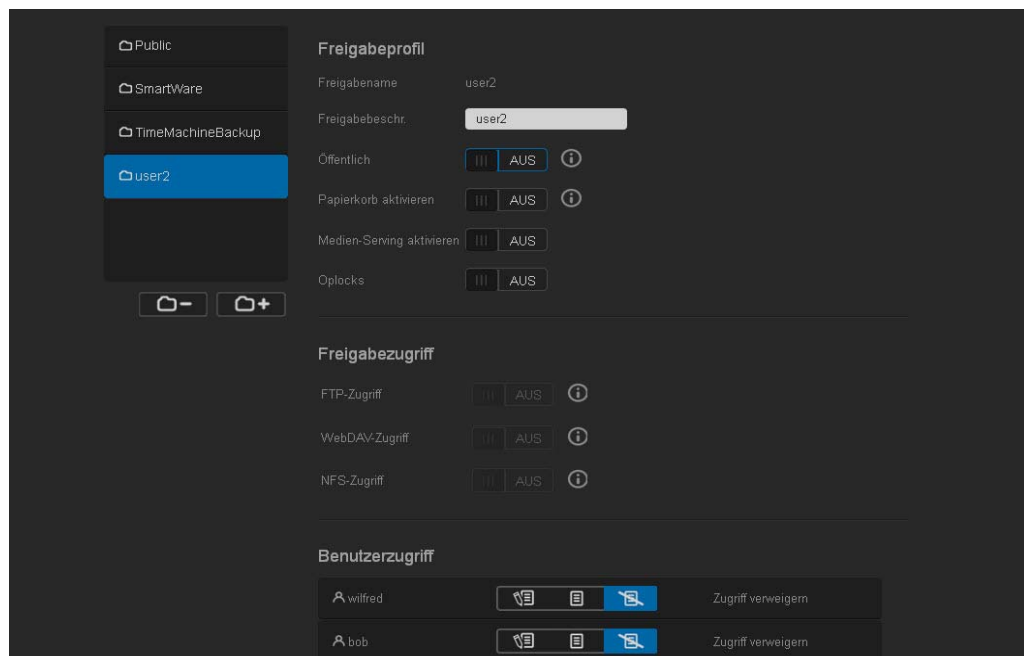 Public
SmartWare
TimeMachineBackup
user2
Freigabeprofil
Freigabename user2
Freigabebeschr. user2
Öffentlich AUS
Papierkorb aktivieren AUS
Medien-Serving aktivieren AUS
Oplocks AUS
Freigabezugriff
FTP-Zugriff AUS
WebDAV-Zugriff AUS
NFS-Zugriff AUS
Benutzerzugriff
wilfred Zugriff verweigern
bob Zugriff verweigern